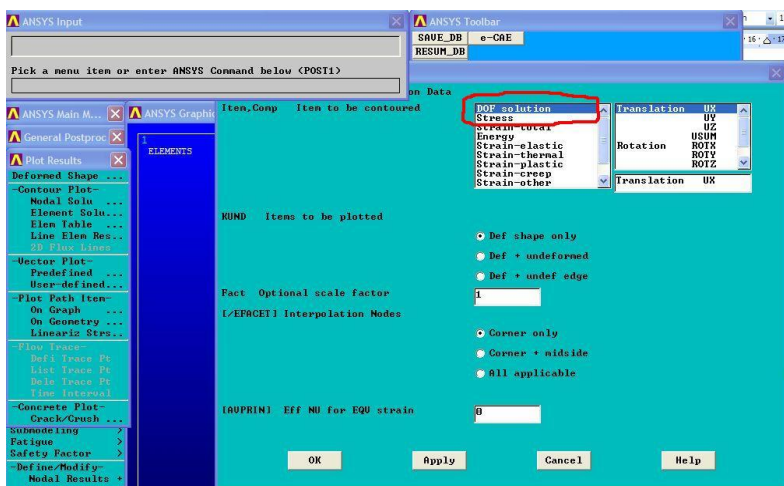 ANSYS Input
ANSYS Toolbar
SAVE_DB e-CAE
RESUM_DB
Pick a menu item or enter ANSYS Command below (POST1)
on Data
ANSYS Main M...
ANSYS Graphic
General Postproc
Plot Results
Deformed Shape ...
-Contour Plot-
Nodal Solu ...
Element Solu...
Elem Table ...
Line Elem Res..
2D Flux Lines
-Vector Plot-
Predefined ...
User-defined...
-Plot Path Item-
On Graph ...
On Geometry ...
Lineariz Strs..
-Flow Trace-
Defi Trace Pt
List Trace Pt
Dele Trace Pt
Time Interval
-Concrete Plot-
Crack/Crush ...
Submodeling >
Fatigue >
Safety Factor >
-Define/Modify-
Nodal Results +
1
ELEMENTS
Item,Comp Item to be contoured
DOF solution
Stress
Strain-total
Energy
Strain-elastic
Strain-thermal
Strain-plastic
Strain-creep
Strain-other
Translation UX
UY
UZ
USUM
Rotation ROTX
ROTY
ROTZ
Translation UX
KUND Items to be plotted
Def shape only
Def + undeformed
Def + undef edge
Fact Optional scale factor
1
[/EFACET] Interpolation Nodes
Corner only
Corner + midside
All applicable
[AVPRIN] Eff NU for EQV strain
0
OK Apply Cancel Help